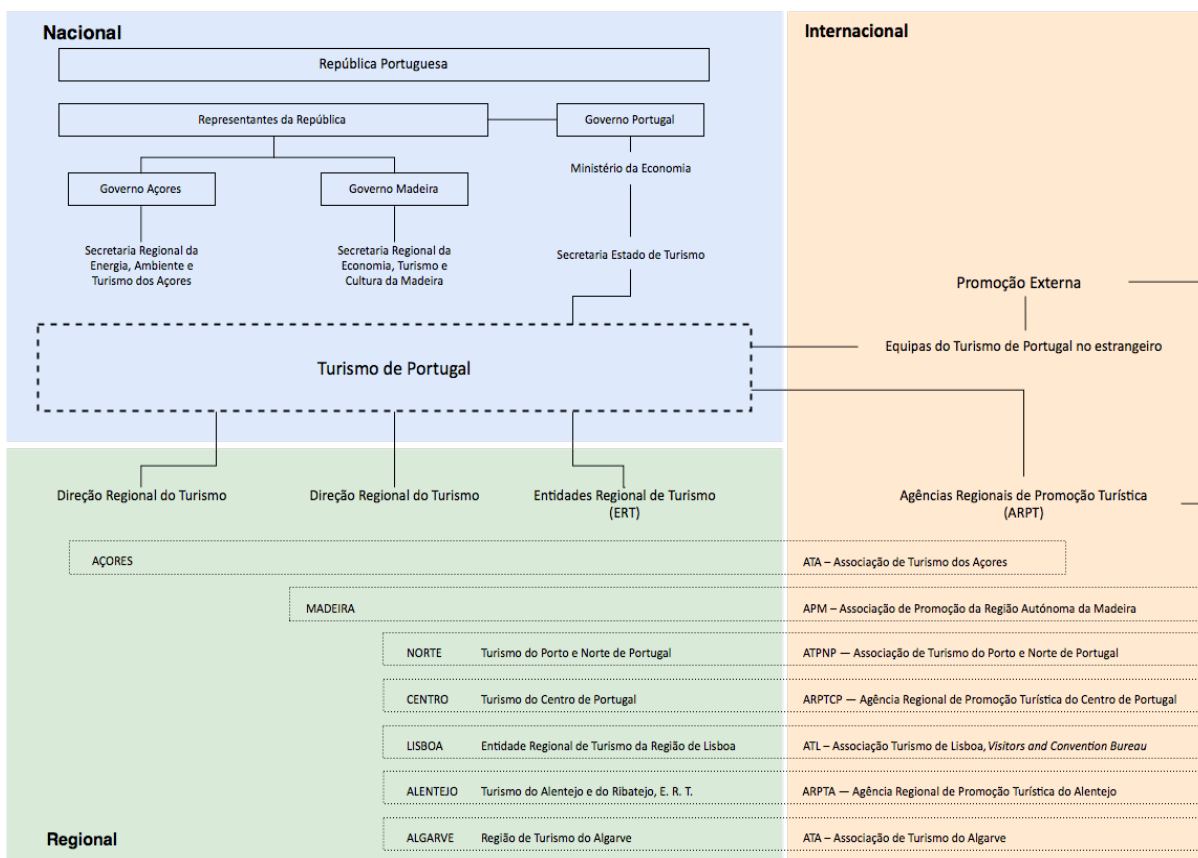 Nacional
Internacional
República Portuguesa
Representantes da República
Governo Portugal
Ministério da Economia
Governo Açores
Governo Madeira
Secretaria Regional da
Energia, Ambiente e
Turismo dos Açores
Secretaria Regional da
Economia, Turismo e
Cultura da Madeira
Secretaria Estado de Turismo
Promoção Externa
Equipas do Turismo de Portugal no estrangeiro
Turismo de Portugal
Direção Regional do Turismo
Direção Regional do Turismo
Entidades Regional de Turismo
(ERT)
Agências Regionais de Promoção Turística
(ARPT)
AÇORES
ATA – Associação de Turismo dos Açores
MADEIRA
APM – Associação de Promoção da Região Autónoma da Madeira
NORTE
Turismo do Porto e Norte de Portugal
ATPNP — Associação de Turismo do Porto e Norte de Portugal
CENTRO
Turismo do Centro de Portugal
ARPTCP — Agência Regional de Promoção Turística do Centro de Portugal
LISBOA
Entidade Regional de Turismo da Região de Lisboa
ATL – Associação Turismo de Lisboa, Visitors and Convention Bureau
ALENTEJO
Turismo do Alentejo e do Ribatejo, E. R. T.
ARPTA — Agência Regional de Promoção Turística do Alentejo
ALGARVE
Região de Turismo do Algarve
ATA – Associação de Turismo do Algarve
Regional